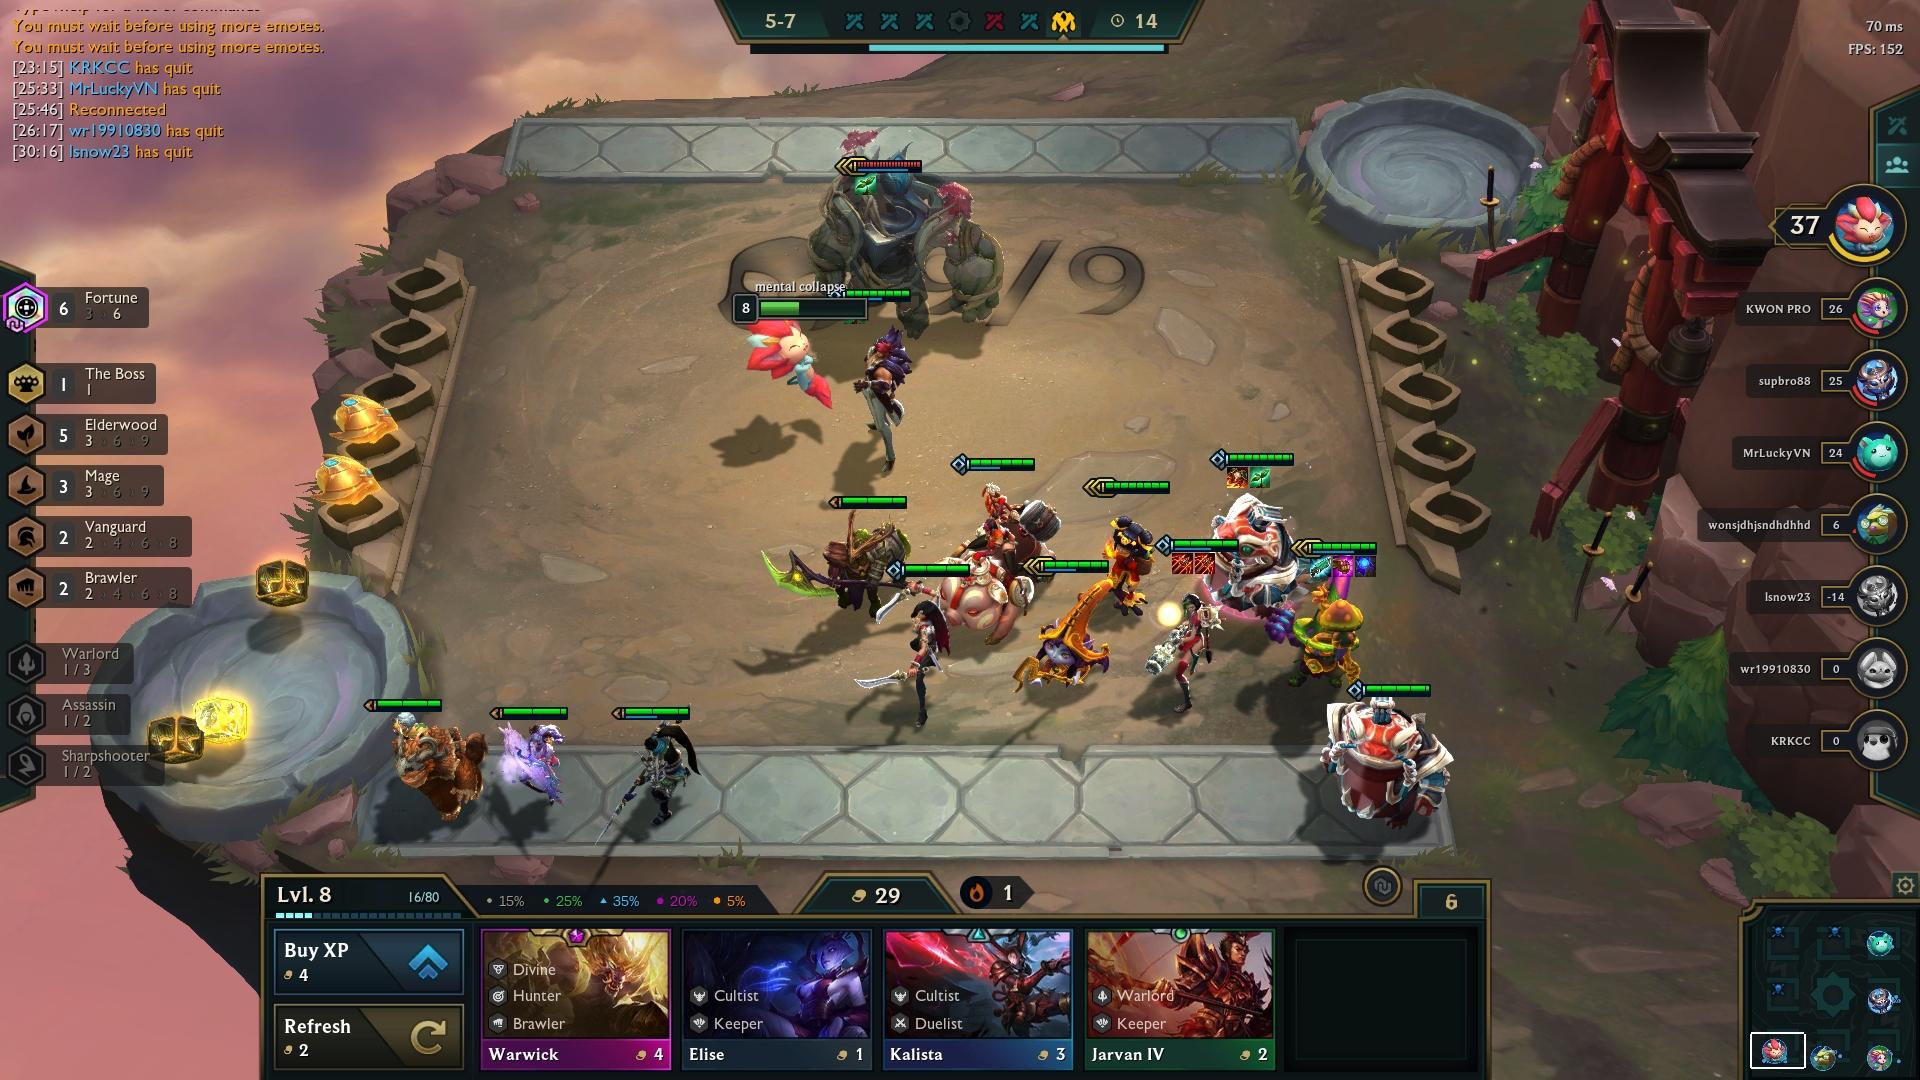 You must wait before using more emotes.
You must wait before using more emotes.
[23:15] KRKCC has quit
[25:33] MrLuckyVN has quit
[25:46] Reconnected
[26:17] wr19910830 has quit
[30:16] lsnow23 has quit
5-7
14
70 ms
FPS: 152
37
KWON PRO 26
supbro88 25
MrLuckyVN 24
wonsjdhjsndhdhhd 6
lsnow23 -14
wr19910830 0
KRKCC 0
6 Fortune
3 6
1 The Boss
1
5 Elderwood
3 6 9
3 Mage
3 6 9
2 Vanguard
2 4 6 8
2 Brawler
2 4 6 8
Warlord
1 / 3
Assassin
1 / 2
Sharpshooter
1 / 2
/9
mental collapse
8
Lvl. 8 16/80
15% 25% 35% 20% 5%
29
1
6
Buy XP
4
Refresh
2
Divine
Hunter
Brawler
Warwick 4
Cultist
Keeper
Elise 1
Cultist
Duelist
Kalista 3
Warlord
Keeper
Jarvan IV 2